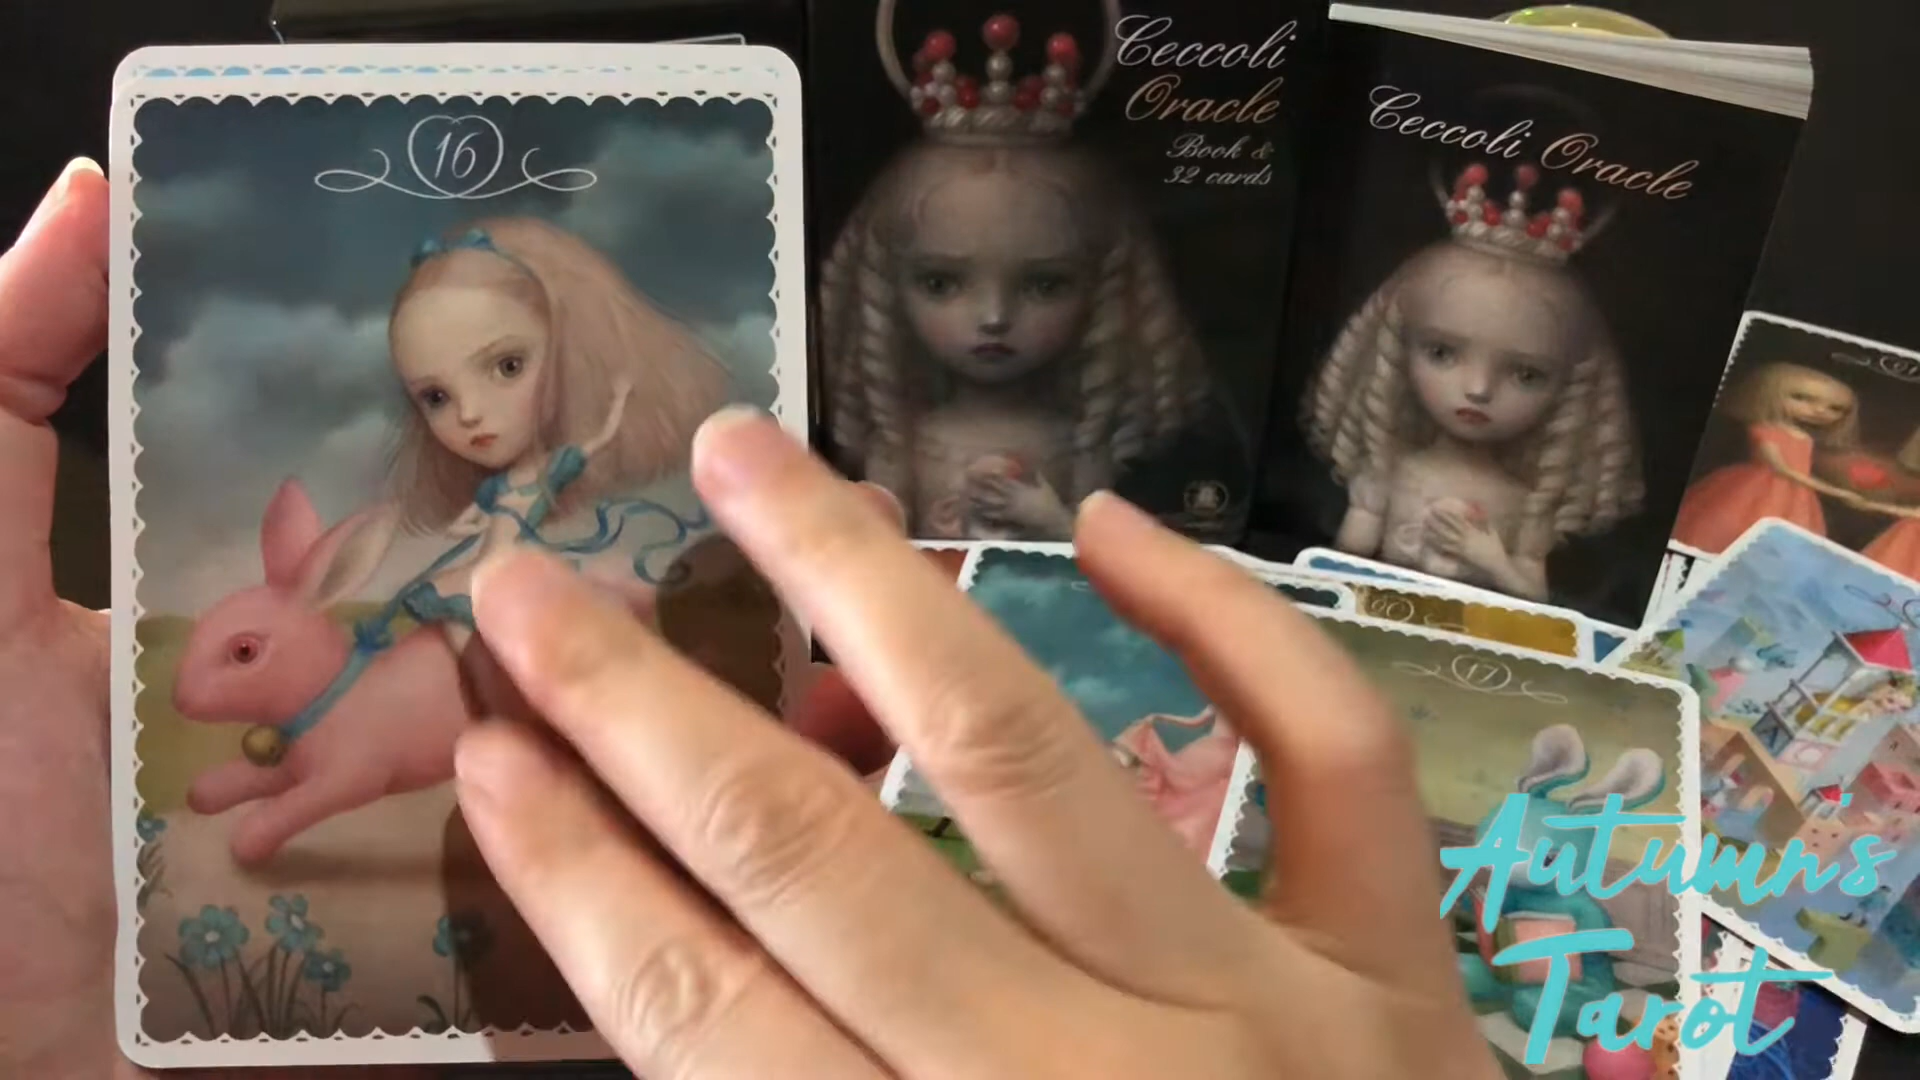 16
Ceccoli
Oracle
Book &
32 cards
Ceccoli Oracle
17
Autumn's
Tarot